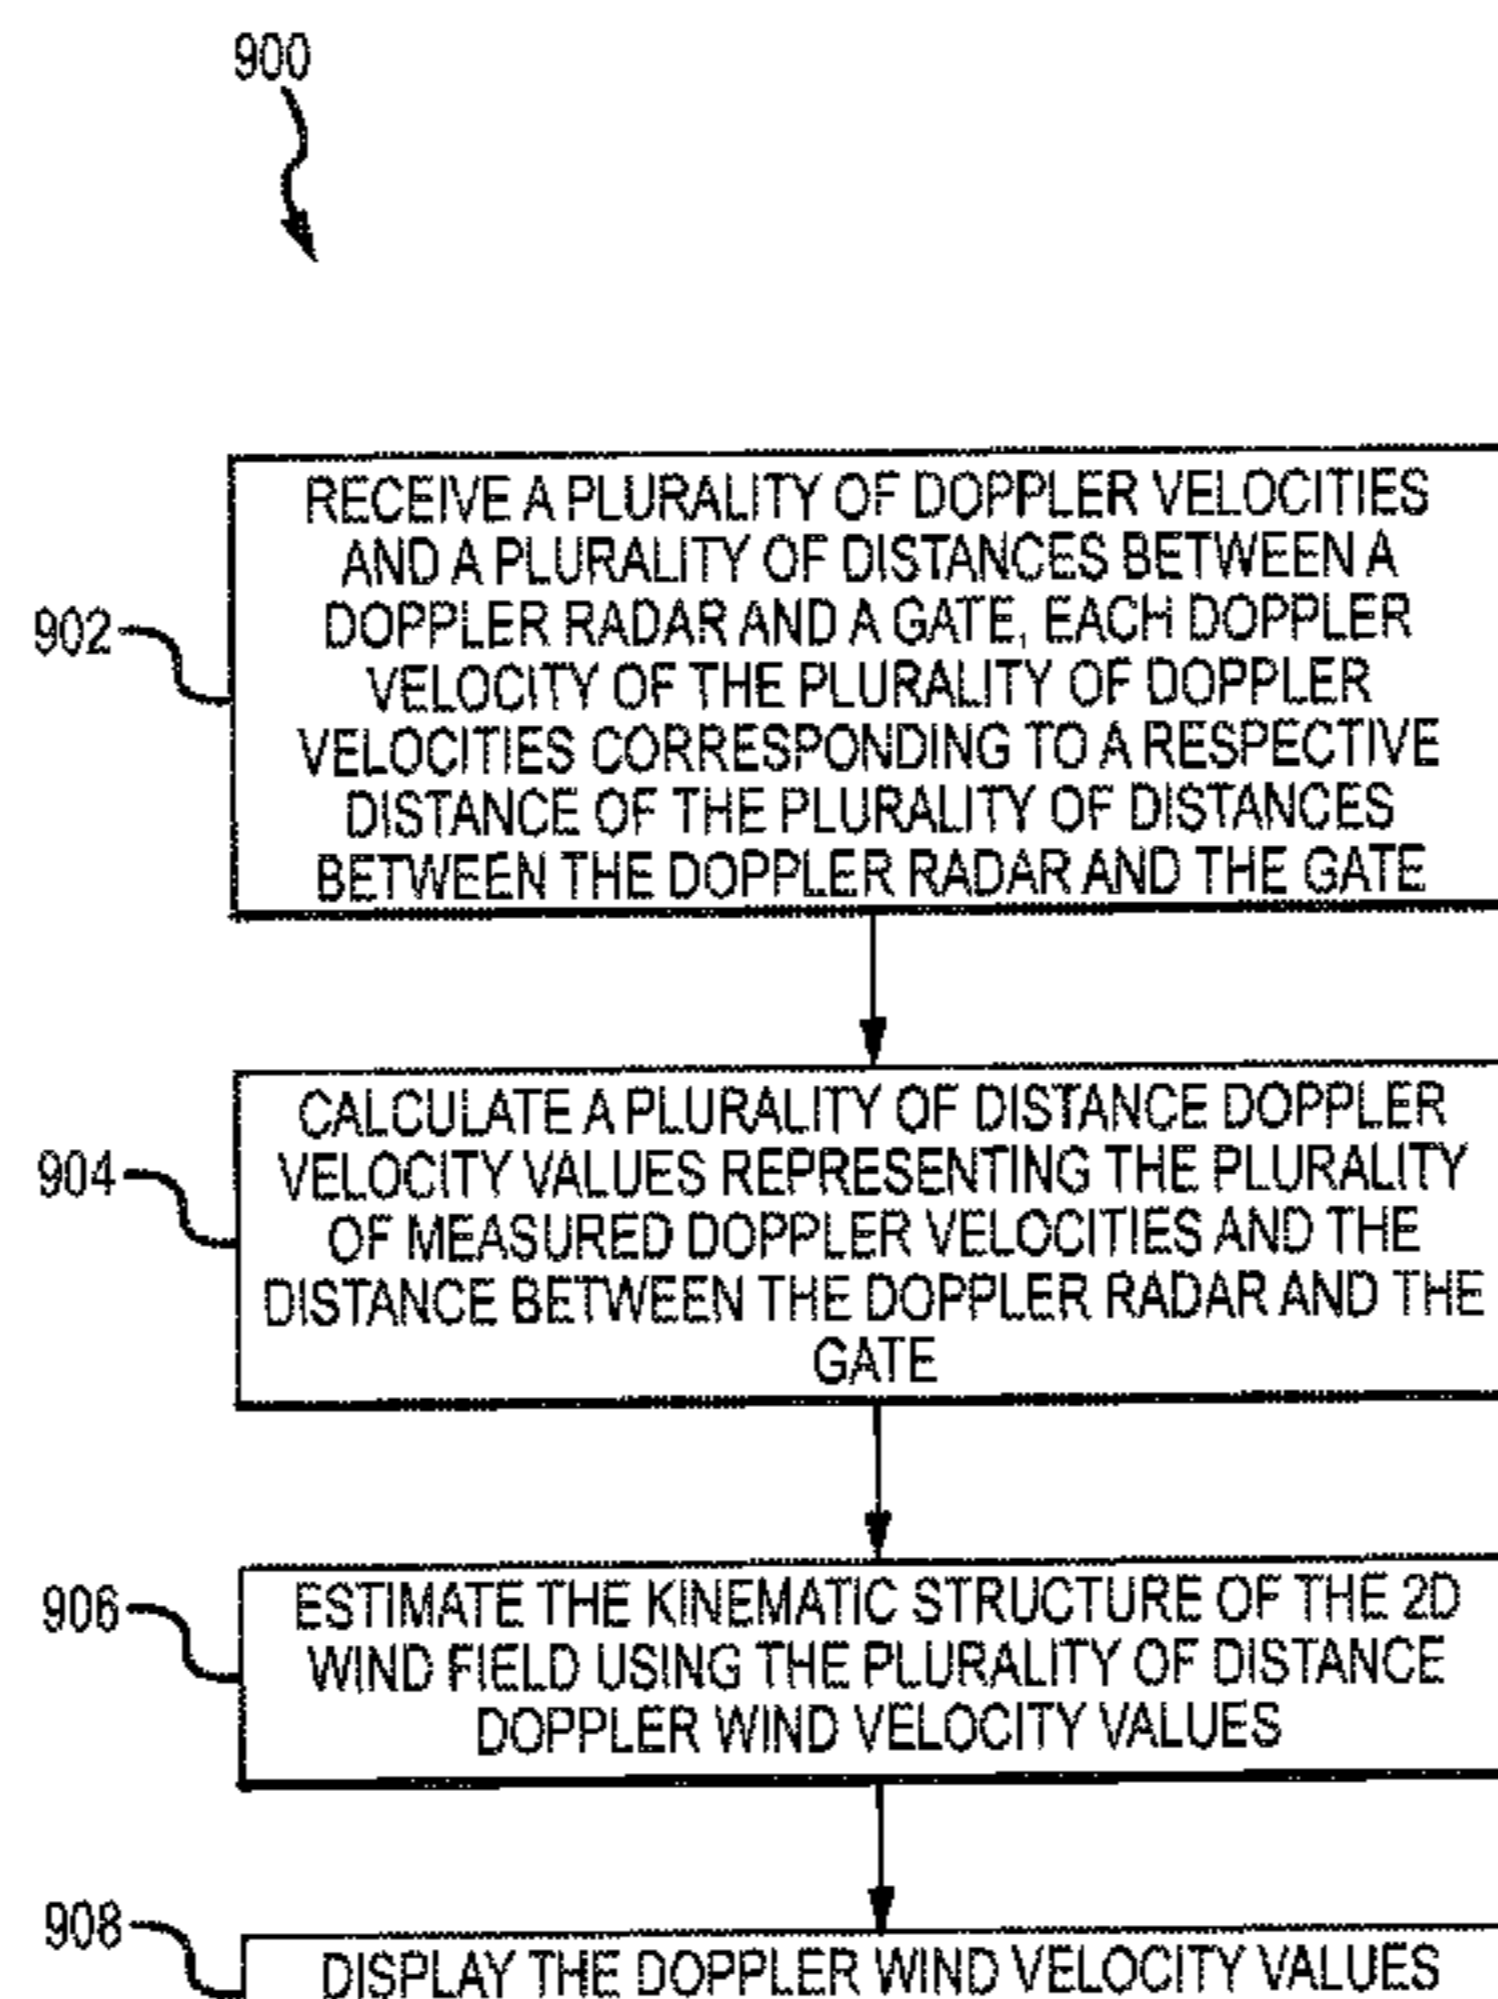 900
902
RECEIVE A PLURALITY OF DOPPLER VELOCITIES
AND A PLURALITY OF DISTANCES BETWEEN A
DOPPLER RADAR AND A GATE, EACH DOPPLER
VELOCITY OF THE PLURALITY OF DOPPLER
VELOCITIES CORRESPONDING TO A RESPECTIVE
DISTANCE OF THE PLURALITY OF DISTANCES
BETWEEN THE DOPPLER RADAR AND THE GATE
904
CALCULATE A PLURALITY OF DISTANCE DOPPLER
VELOCITY VALUES REPRESENTING THE PLURALITY
OF MEASURED DOPPLER VELOCITIES AND THE
DISTANCE BETWEEN THE DOPPLER RADAR AND THE
GATE
906
ESTIMATE THE KINEMATIC STRUCTURE OF THE 2D
WIND FIELD USING THE PLURALITY OF DISTANCE
DOPPLER WIND VELOCITY VALUES
908
DISPLAY THE DOPPLER WIND VELOCITY VALUES